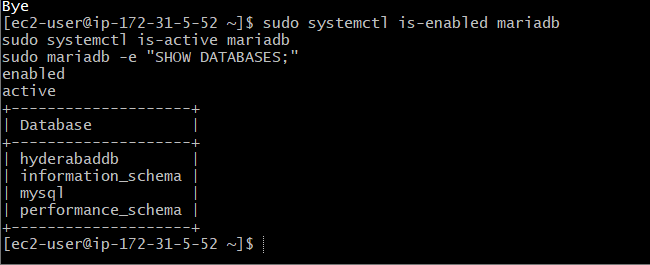 Bye
[ec2-user@ip-172-31-5-52 ~]$ sudo systemctl is-enabled mariadb
sudo systemctl is-active mariadb
sudo mariadb -e "SHOW DATABASES;"
enabled
active
+--------------------+
| Database           |
+--------------------+
| hyderabaddb        |
| information_schema |
| mysql              |
| performance_schema |
+--------------------+
[ec2-user@ip-172-31-5-52 ~]$